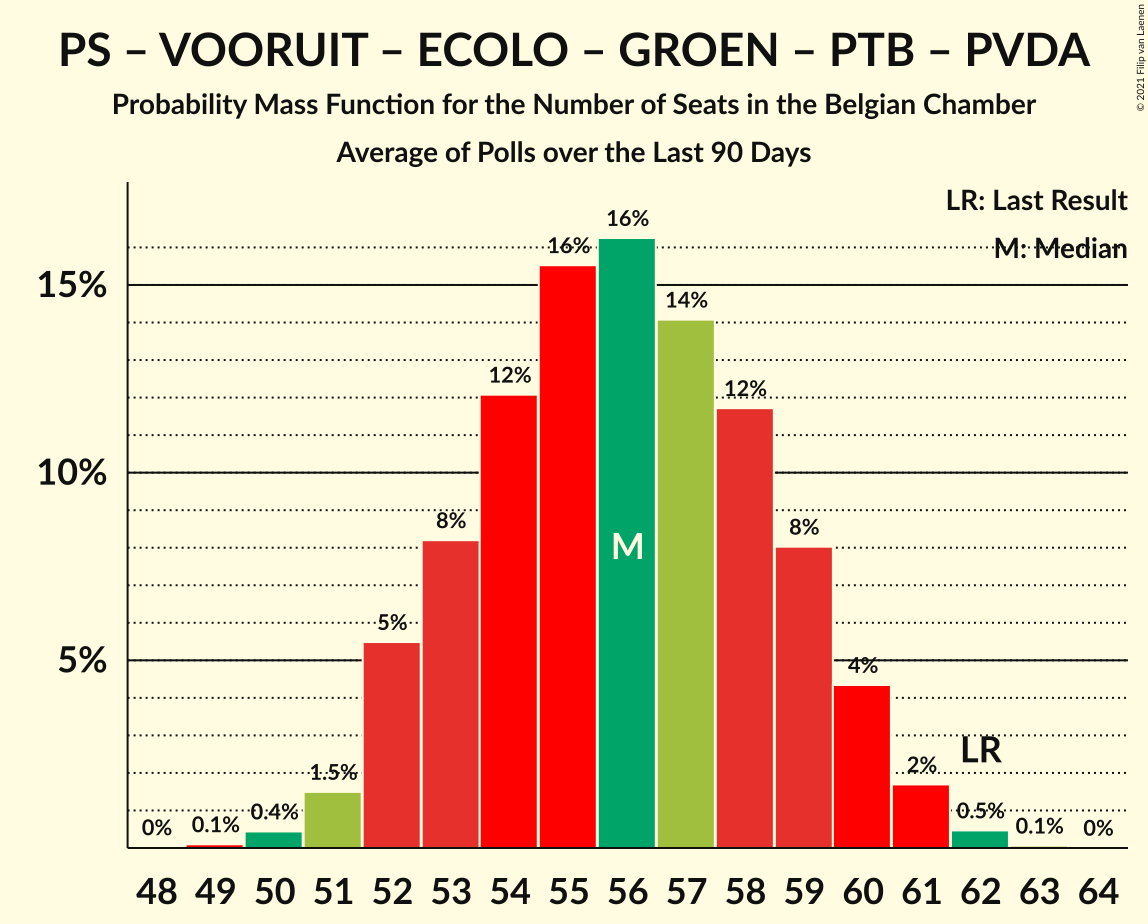 PS – VOORUIT – ECOLO – GROEN – PTB – PVDA
Probability Mass Function for the Number of Seats in the Belgian Chamber
Average of Polls over the Last 90 Days
© 2021 Filip van Laenen
LR: Last Result
M: Median
15%
10%
5%
0%
0.1%
0.4%
1.5%
5%
8%
12%
16%
16%
14%
12%
8%
4%
2%
0.5%
0.1%
0%
M
LR
48 49 50 51 52 53 54 55 56 57 58 59 60 61 62 63 64